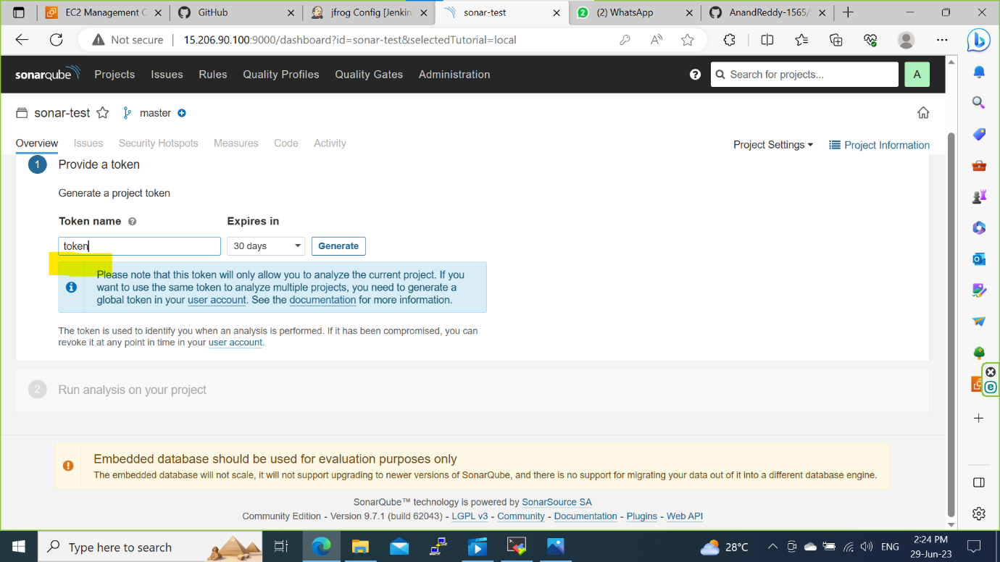 EC2 Management C
GitHub
jfrog Config [Jenkins
sonar-test
(2) WhatsApp
AnandReddy-1565/
Not secure
15.206.90.100:9000/dashboard?id=sonar-test&selectedTutorial=local
sonarqube
Projects
Issues
Rules
Quality Profiles
Quality Gates
Administration
Search for projects...
A
sonar-test
master
Overview
Issues
Security Hotspots
Measures
Code
Activity
Project Settings
Project Information
1
Provide a token
Generate a project token
Token name
Expires in
token
30 days
Generate
Please note that this token will only allow you to analyze the current project. If you
want to use the same token to analyze multiple projects, you need to generate a
global token in your user account. See the documentation for more information.
The token is used to identify you when an analysis is performed. If it has been compromised, you can
revoke it at any point in time in your user account.
2
Run analysis on your project
Embedded database should be used for evaluation purposes only
The embedded database will not scale, it will not support upgrading to newer versions of SonarQube, and there is no support for migrating your data out of it into a different database engine.
SonarQube™ technology is powered by SonarSource SA
Community Edition - Version 9.7.1 (build 62043) - LGPL v3 - Community - Documentation - Plugins - Web API
Type here to search
28°C
ENG
2:24 PM
29-Jun-23